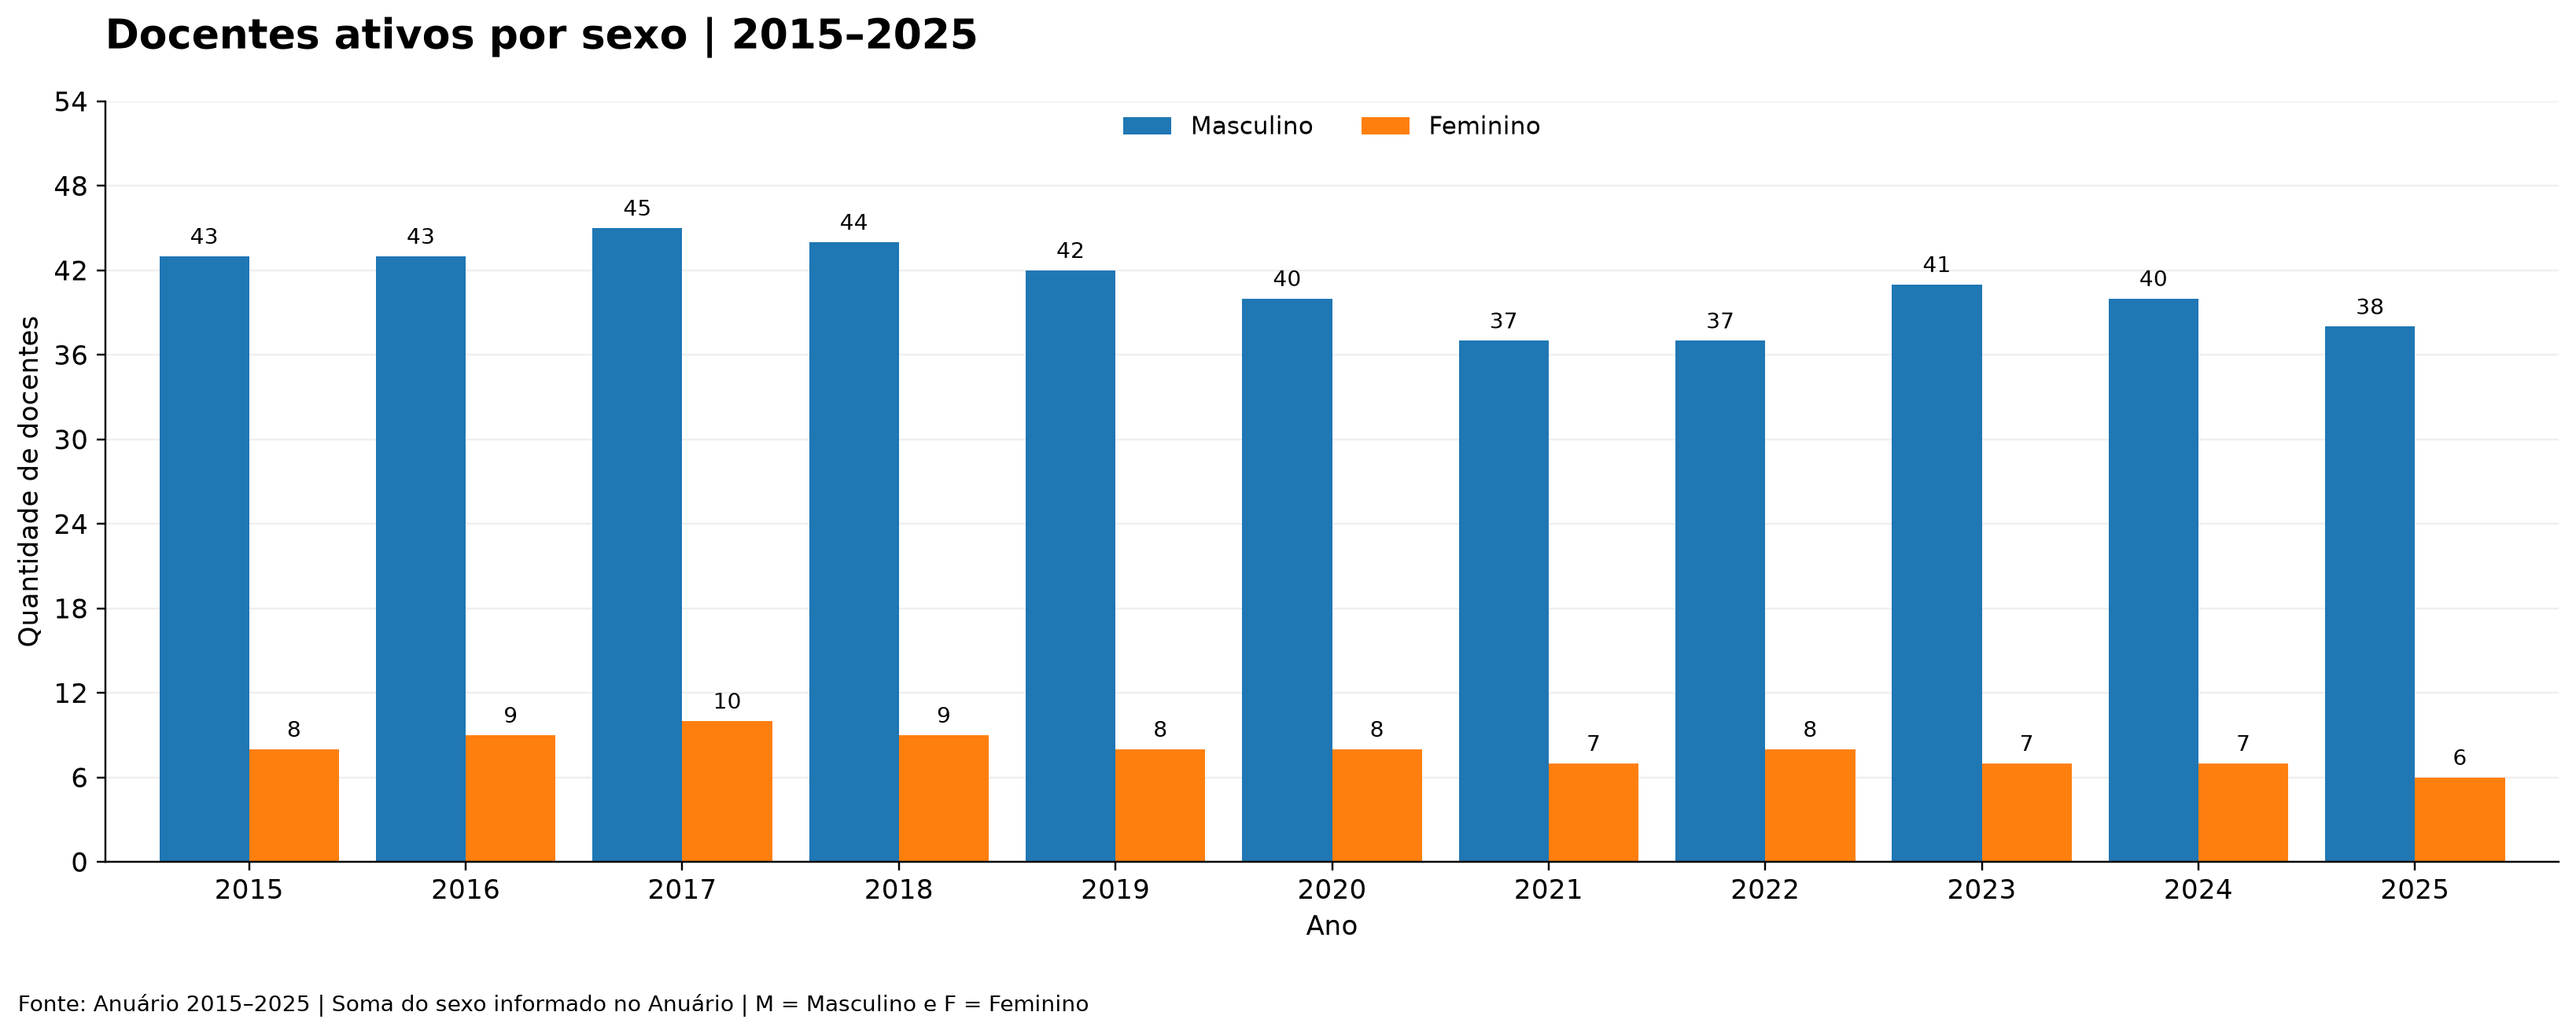 Docentes ativos por sexo | 2015–2025
54
Masculino Feminino
48
45
44
43 43
42
42
41
40 40
38
37 37
36
30
24
18
12
10
9 9
8 8 8 8
7 7 7
6
6
0
Quantidade de docentes
2015 2016 2017 2018 2019 2020 2021 2022 2023 2024 2025
Ano
Fonte: Anuário 2015–2025 | Soma do sexo informado no Anuário | M = Masculino e F = Feminino